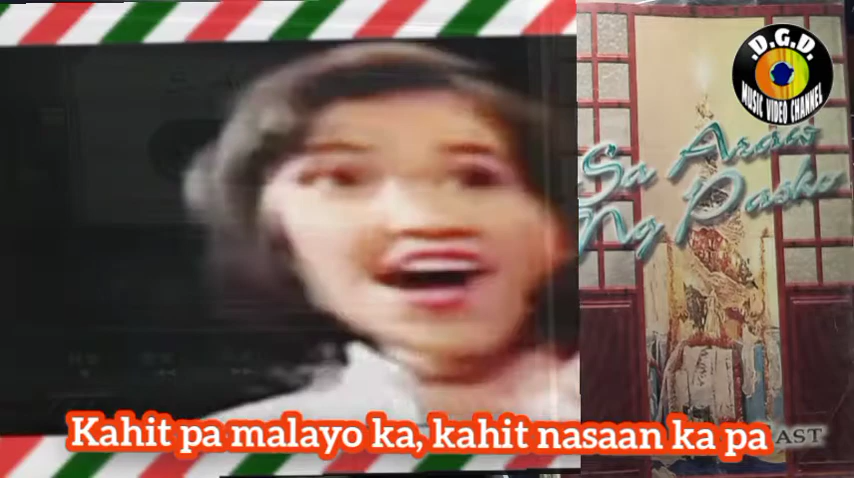 .D.G.D.
MUSIC VIDEO CHANNEL
Sa Araw
Ng Pasko
Kahit pa malayo ka, kahit nasaan ka pa
AST